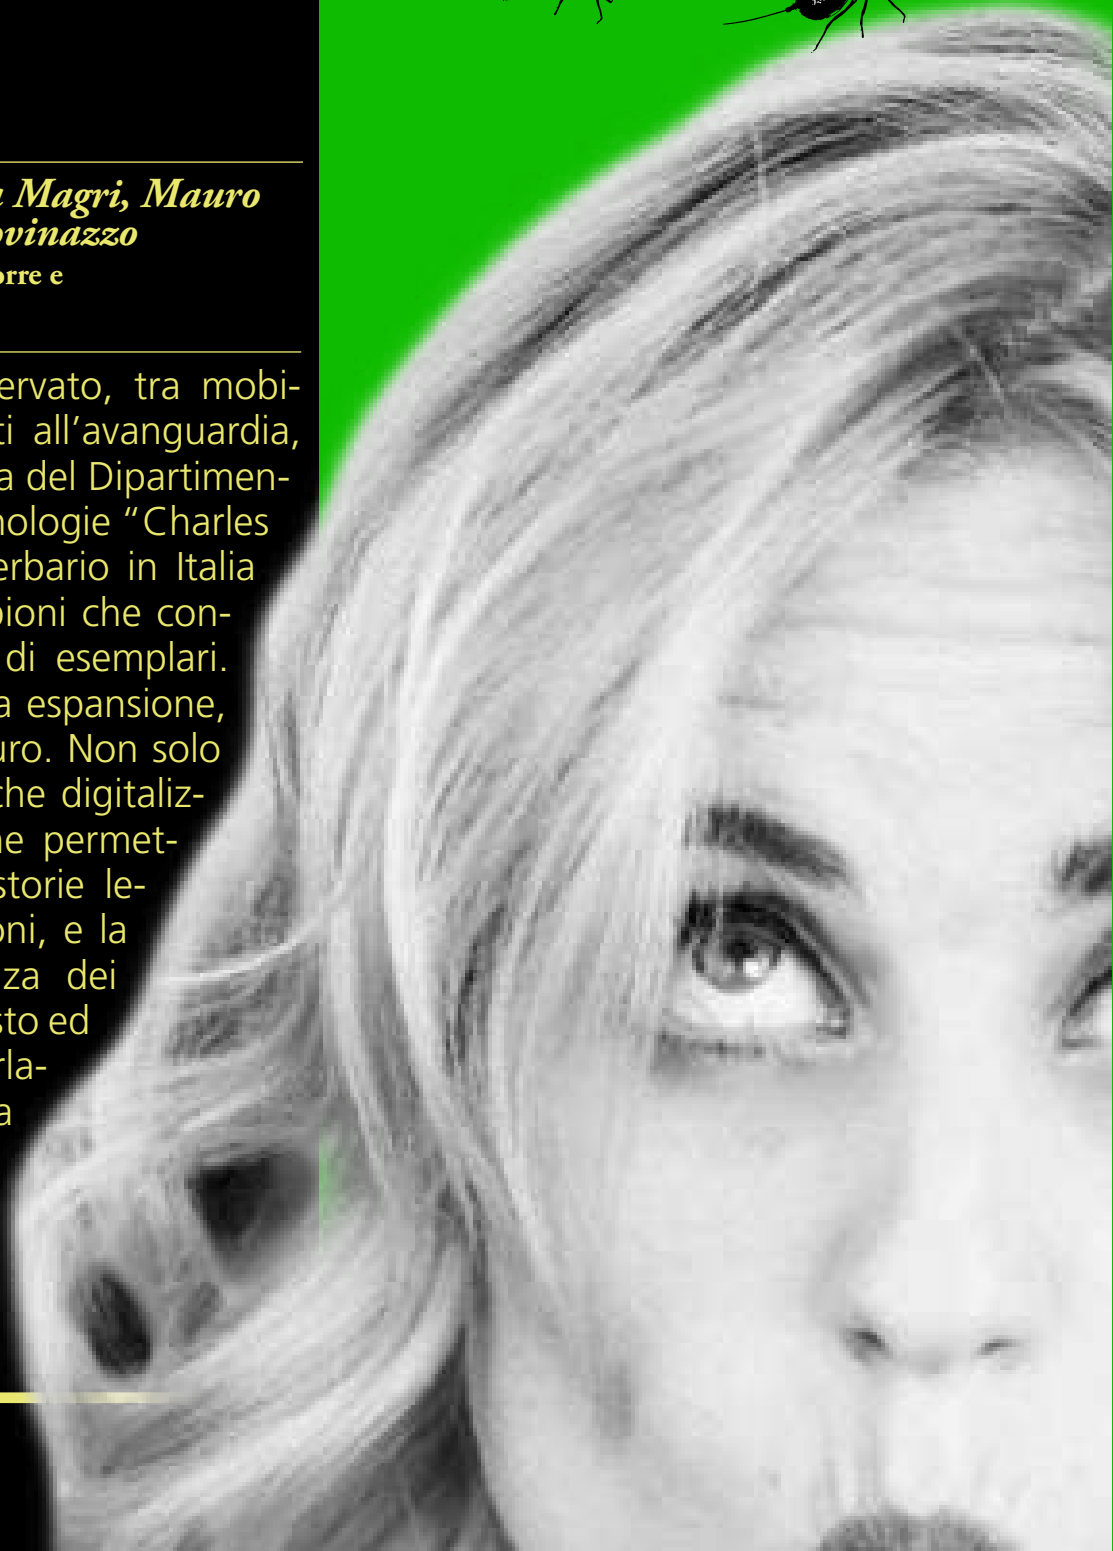 a Magri, Mauro
ovinazzo
orre e
ervato, tra mobi-
ti all'avanguardia,
a del Dipartimen-
nologie “Charles
erbario in Italia
pioni che con-
di esemplari.
a espansione,
uro. Non solo
che digitaliz-
ne permet-
storie le-
oni, e la
za dei
sto ed
rla-
a